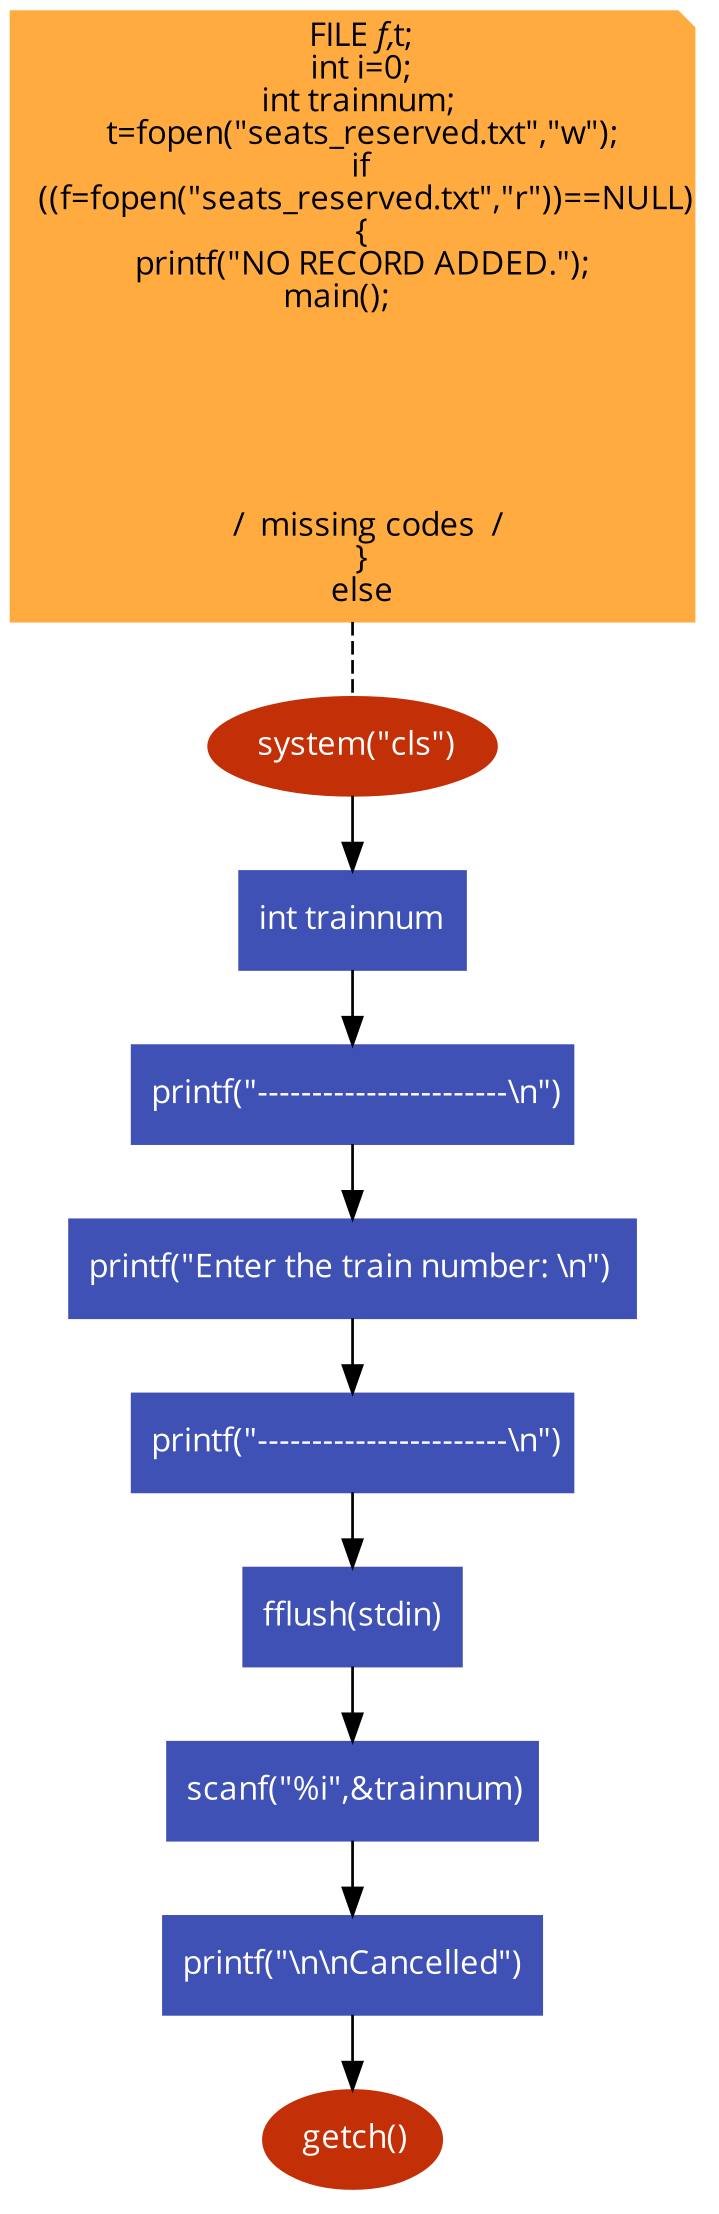 FILE f,t;
int i=0;
int trainnum;
t=fopen("seats_reserved.txt","w");
if
((f=fopen("seats_reserved.txt","r"))==NULL)
{
printf("NO RECORD ADDED.");
main();
/ missing codes /
}
else
system("cls")
int trainnum
printf("-----------------------\n")
printf("Enter the train number: \n")
printf("-----------------------\n")
fflush(stdin)
scanf("%i",&trainnum)
printf("\n\nCancelled")
getch()